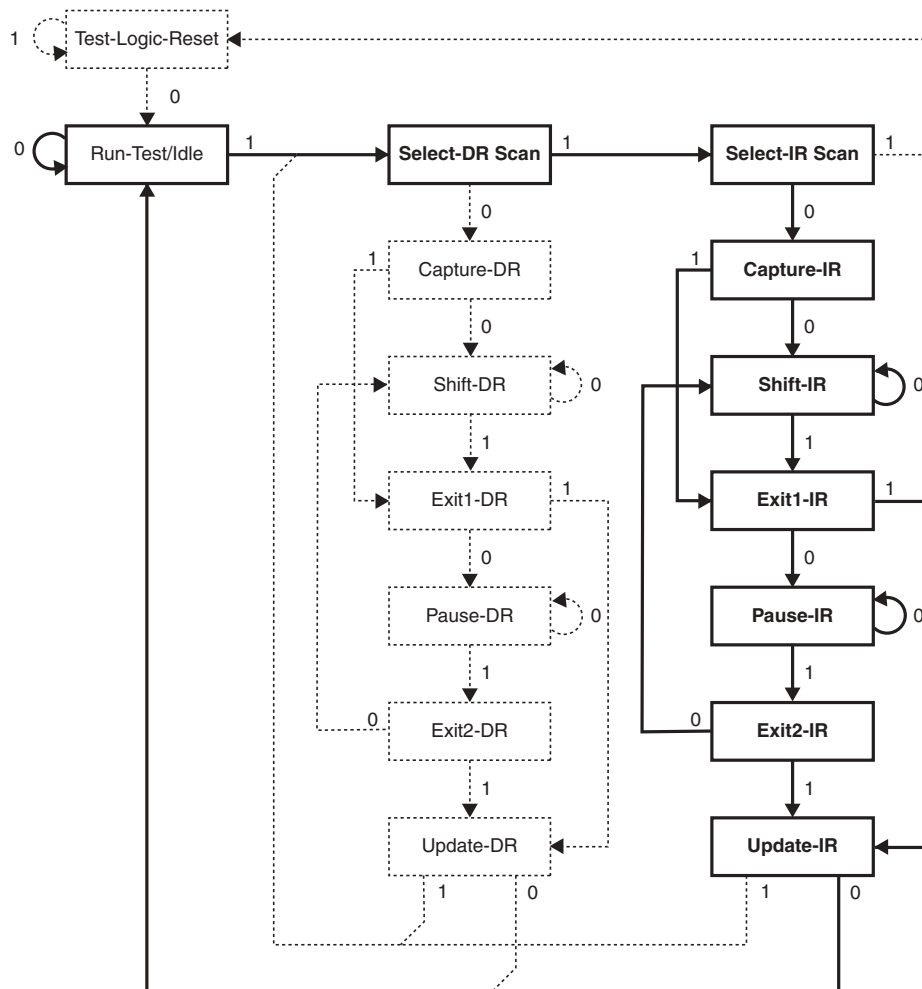 Test-Logic-Reset
1
0
0
Run-Test/Idle
1
Select-DR Scan
1
Select-IR Scan
1
0
0
1
Capture-DR
1
Capture-IR
0
0
Shift-DR
0
Shift-IR
0
1
1
Exit1-DR
1
Exit1-IR
1
0
0
Pause-DR
0
Pause-IR
0
1
1
0
Exit2-DR
0
Exit2-IR
1
1
Update-DR
Update-IR
1
0
1
0